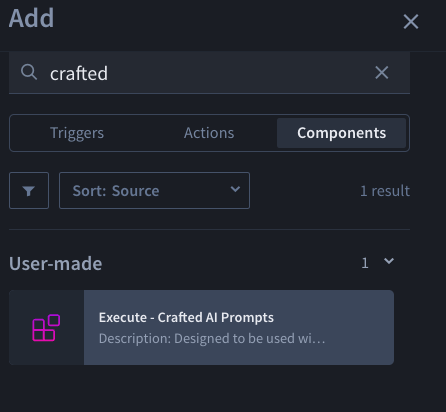 Add
crafted
Triggers
Actions
Components
Sort: Source
1 result
User-made
1
Execute - Crafted AI Prompts
Description: Designed to be used wi...